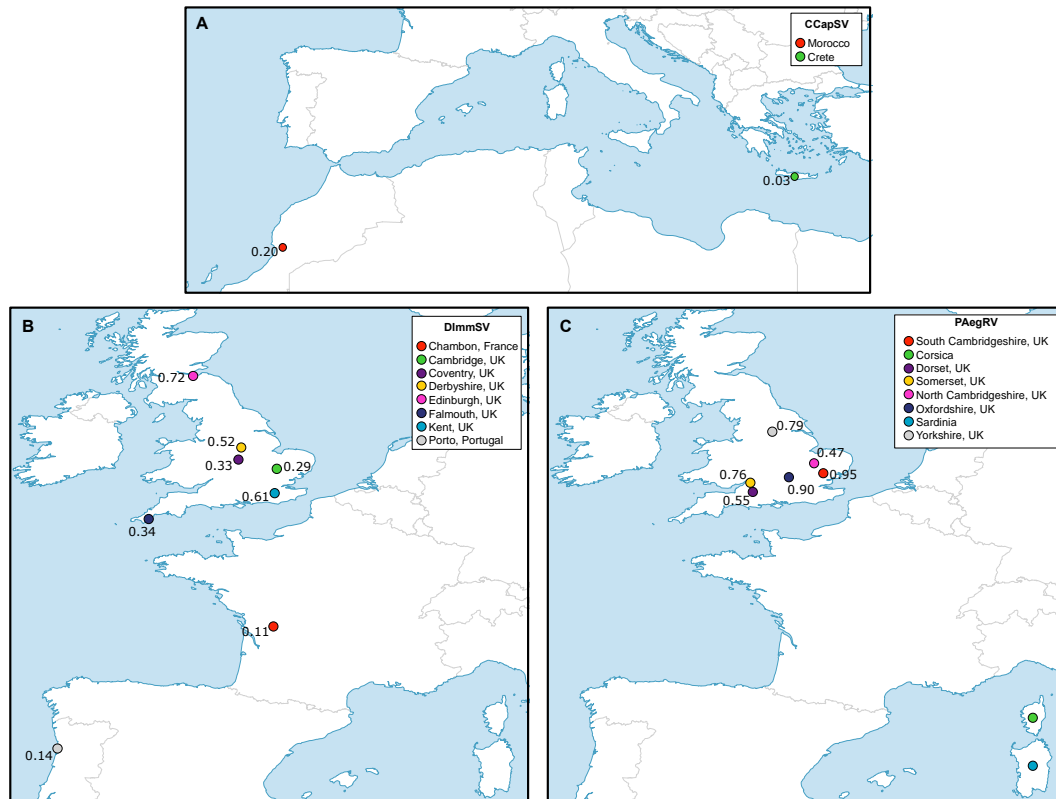 A
CCapSV
Morocco
Crete
0.03
0.20
B
DImmSV
Chambon, France
Cambridge, UK
Coventry, UK
Derbyshire, UK
Edinburgh, UK
Falmouth, UK
Kent, UK
Porto, Portugal
0.72
0.52
0.33
0.29
0.61
0.34
0.11
0.14
C
PAegRV
South Cambridgeshire, UK
Corsica
Dorset, UK
Somerset, UK
North Cambridgeshire, UK
Oxfordshire, UK
Sardinia
Yorkshire, UK
0.79
0.47
0.76
0.95
0.90
0.55